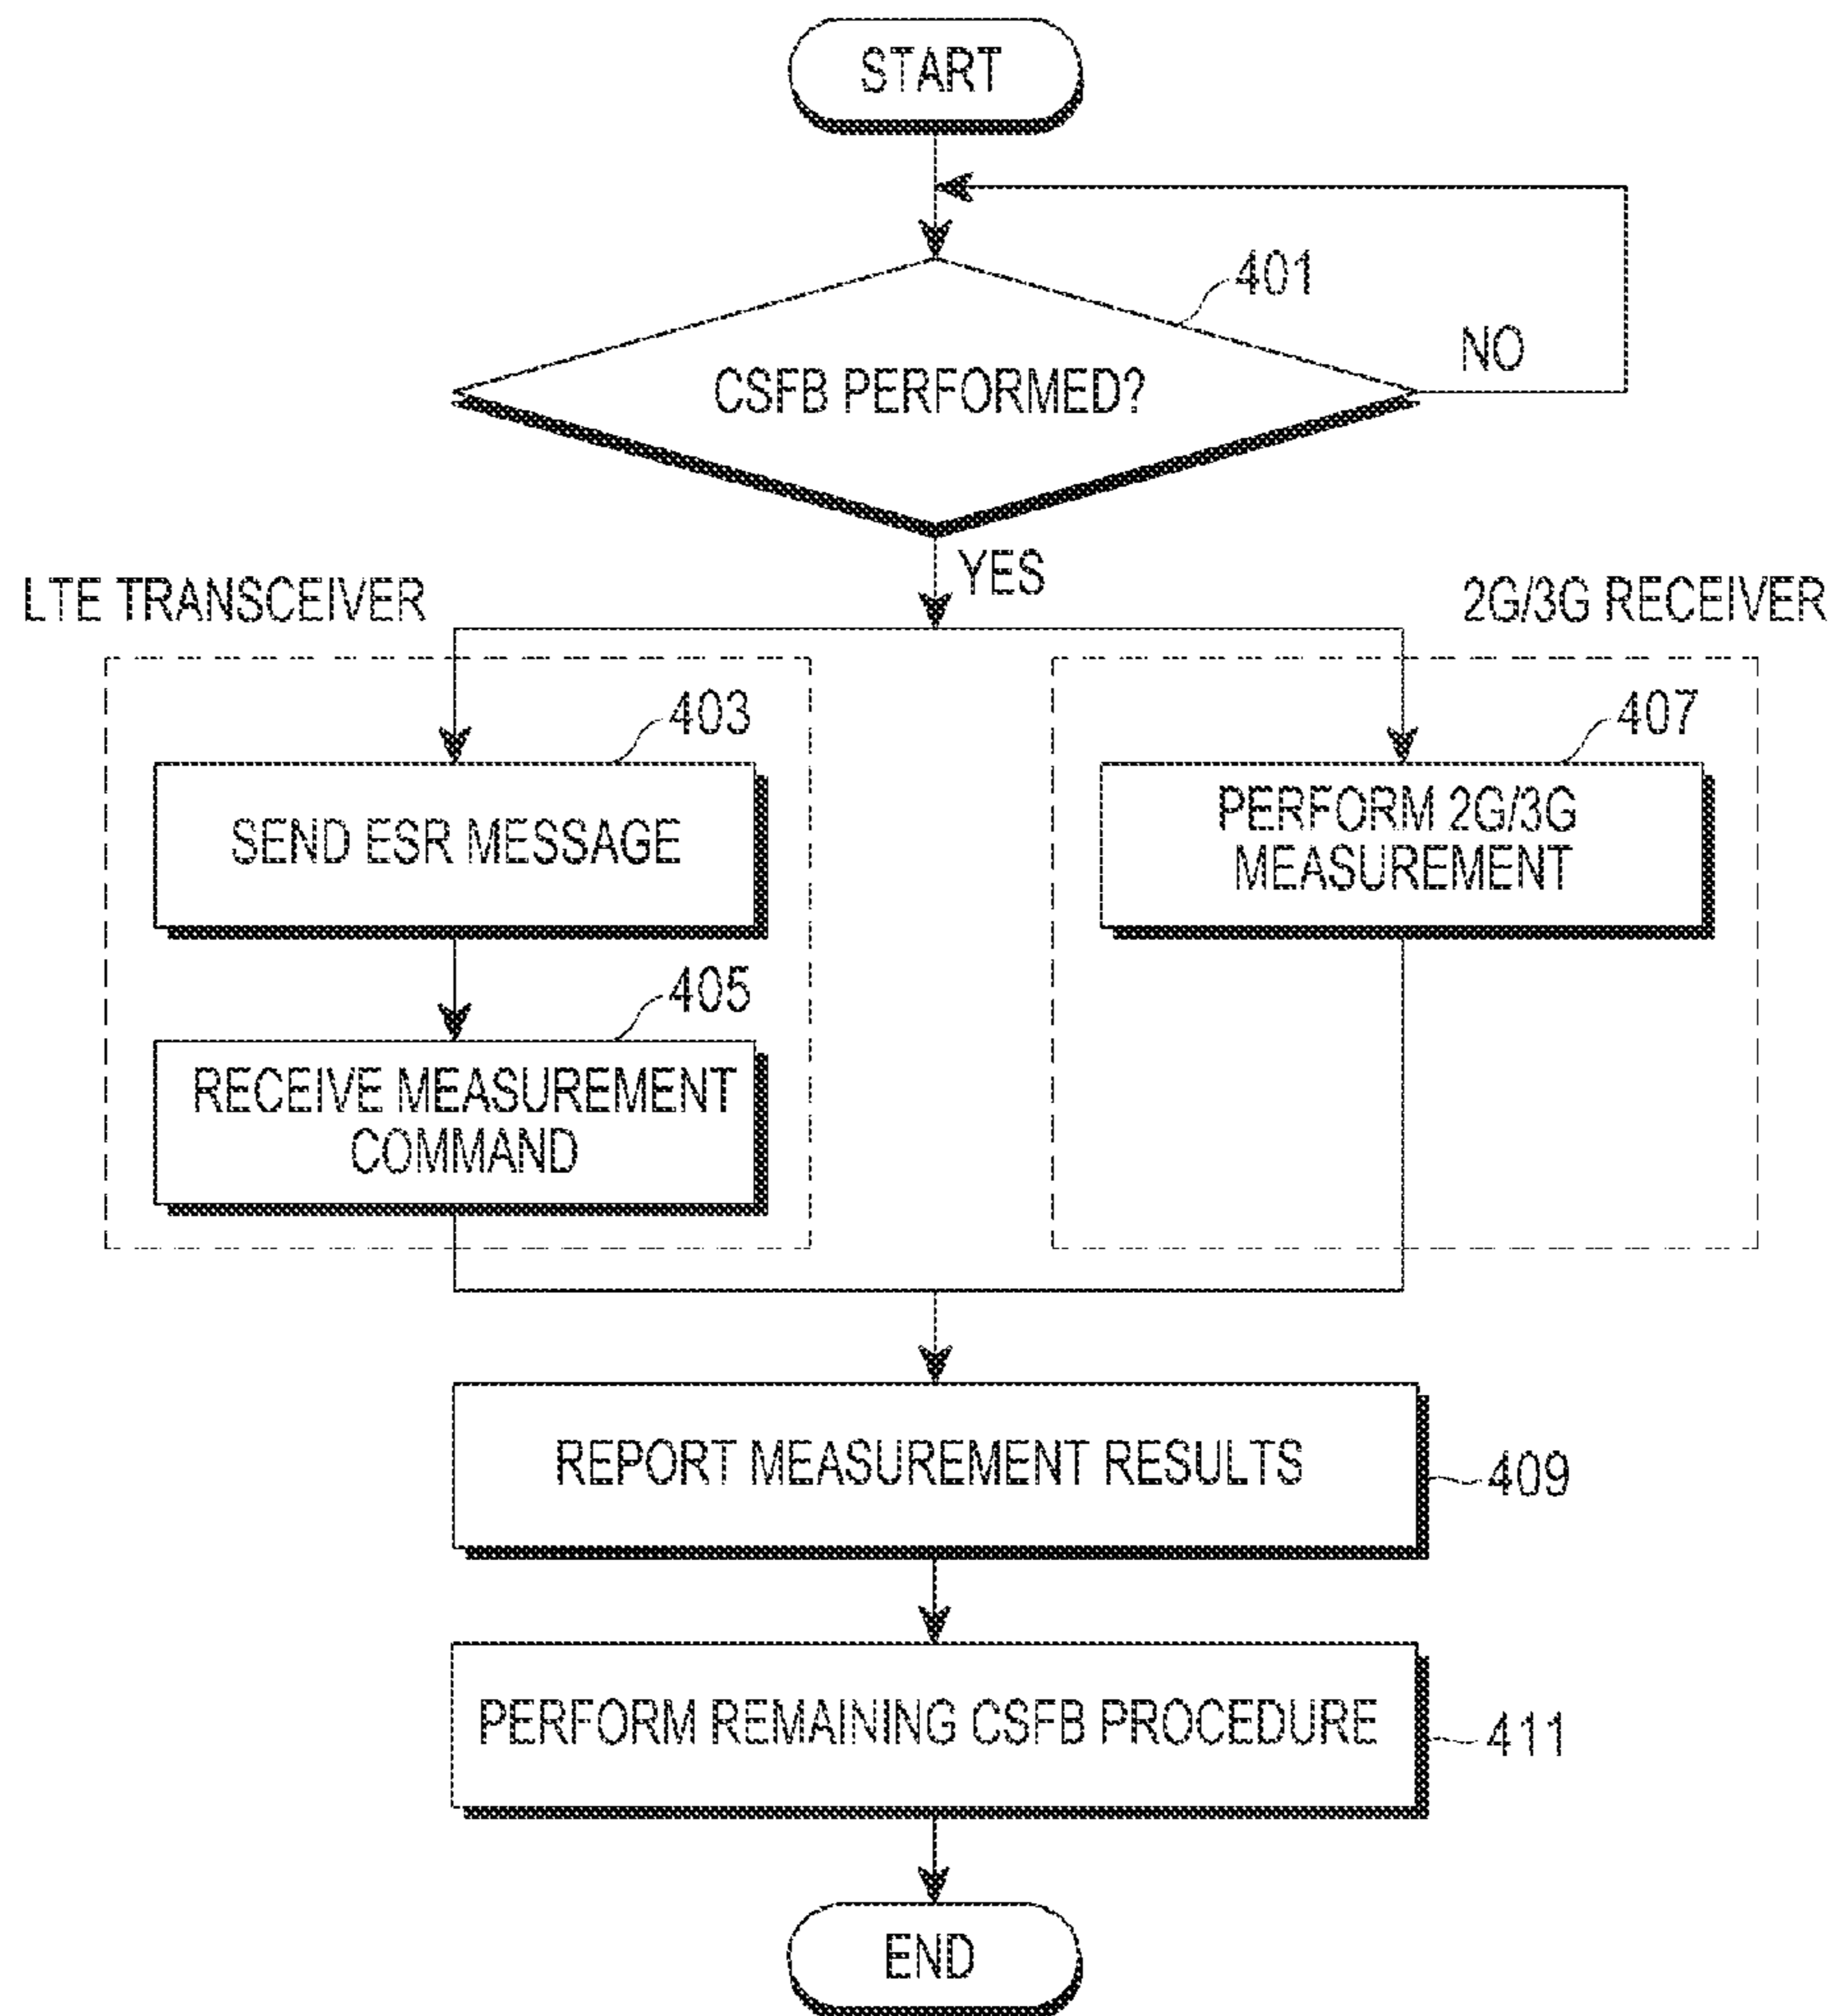 START
401
NO
CSFB PERFORMED?
YES
LTE TRANSCEIVER
2G/3G RECEIVER
403
407
SEND ESR MESSAGE
PERFORM 2G/3G
MEASUREMENT
405
RECEIVE MEASUREMENT
COMMAND
REPORT MEASUREMENT RESULTS
409
PERFORM REMAINING CSFB PROCEDURE
411
END